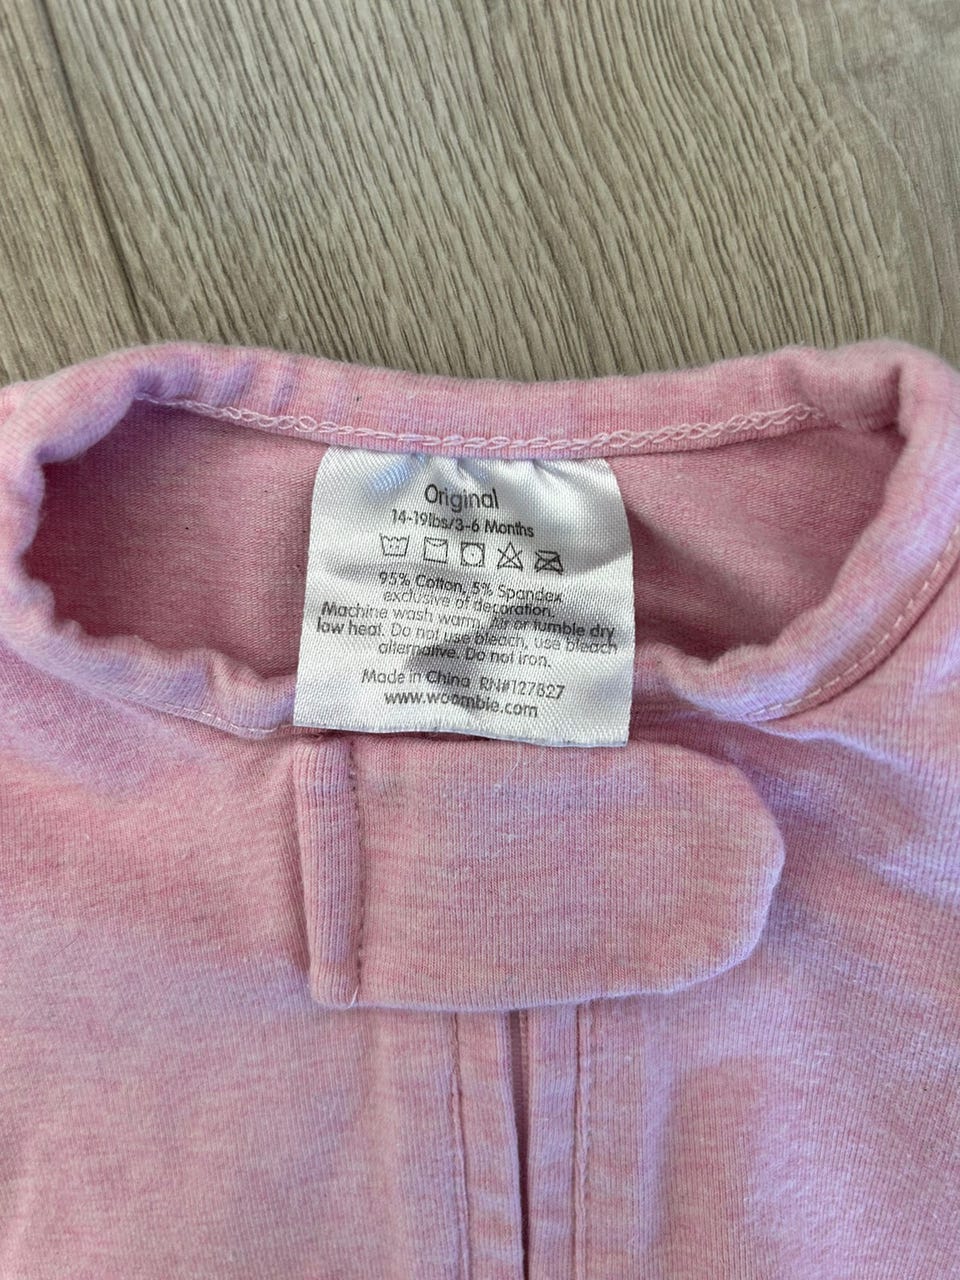 Original
14-19lbs/3-6 Months
95% Cotton, 5% Spandex
exclusive of decoration.
Machine wash warm, Air or tumble dry
low heat. Do not use bleach, use bleach
alternative. Do not iron.
Made in China RN#127827
www.woombie.com